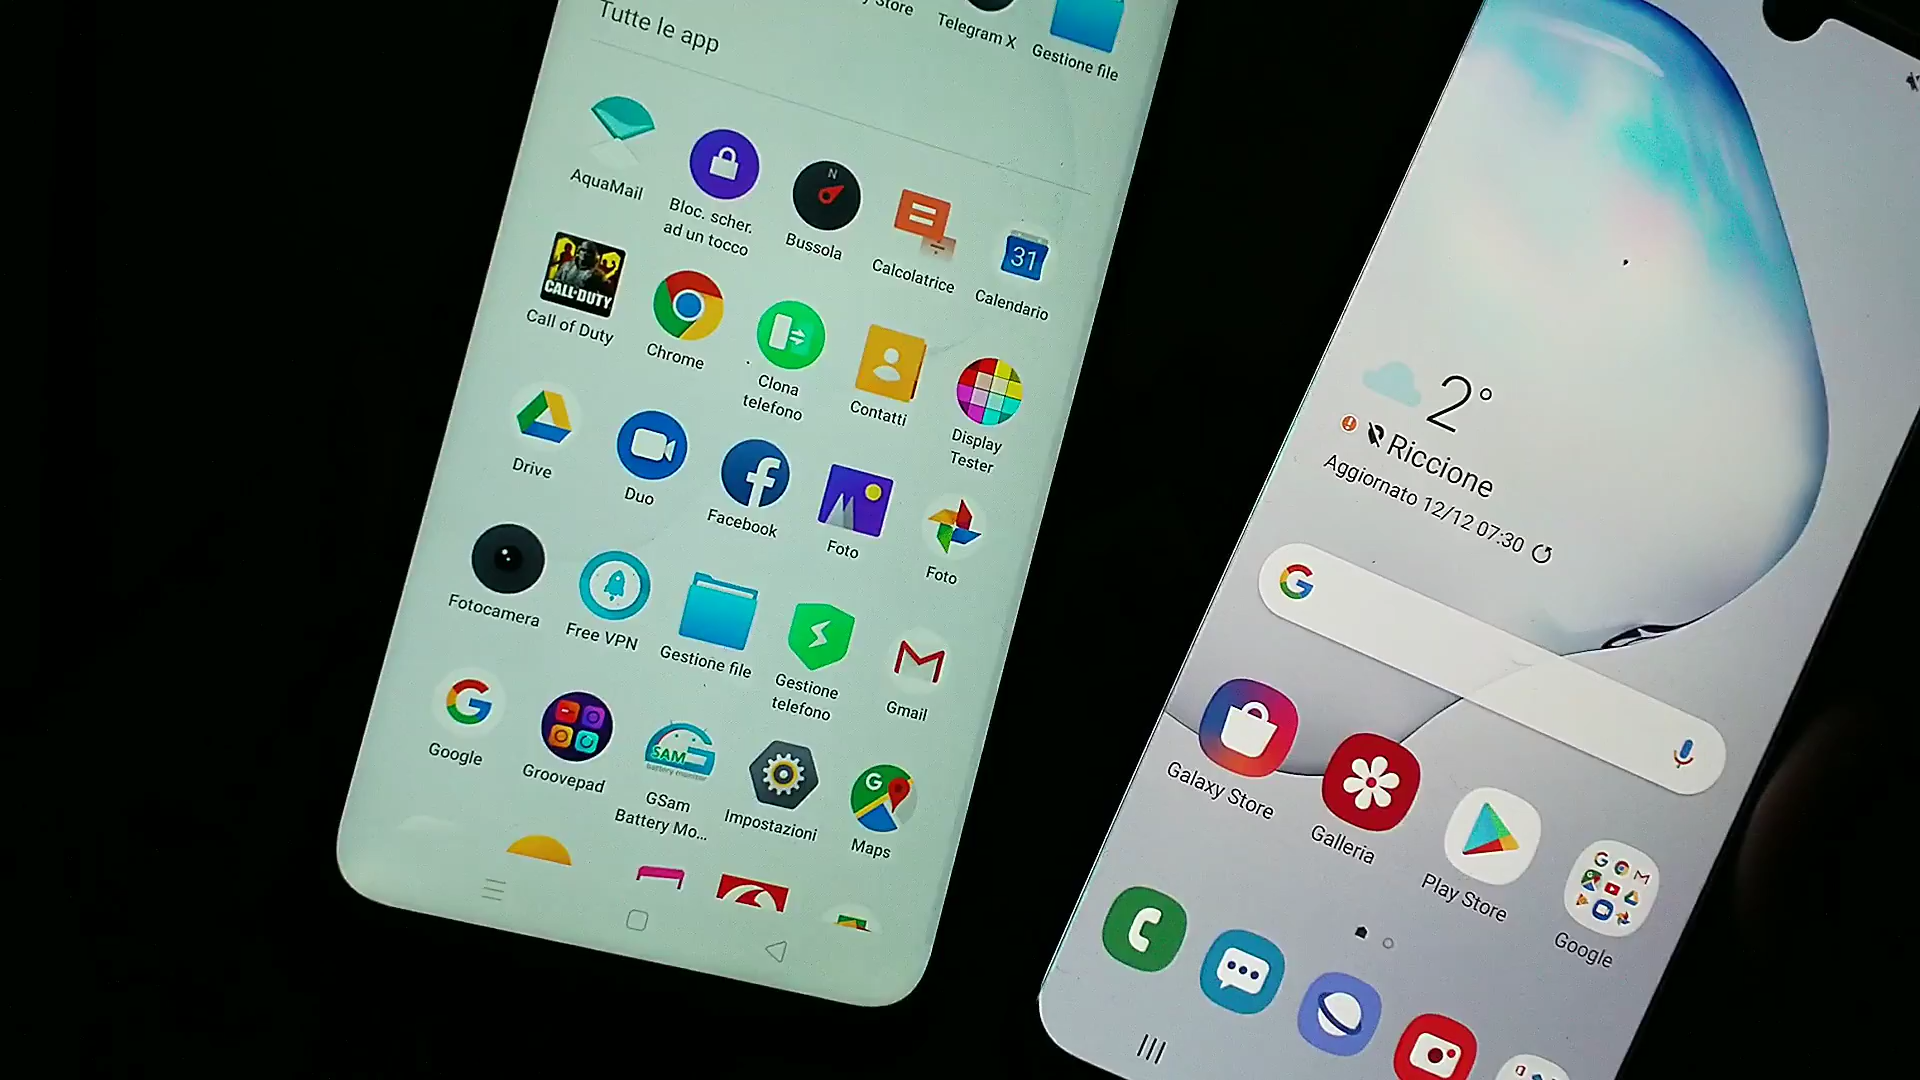 Store
Telegram X
Gestione file
Tutte le app
AquaMail
Bloc. scher.
ad un tocco
N
Bussola
Calcolatrice
31
Calendario
CALL·DUTY
Call of Duty
Chrome
Clona
telefono
Contatti
Display
Tester
Drive
Duo
Facebook
Foto
Foto
Fotocamera
Free VPN
Gestione file
Gestione
telefono
Gmail
Google
Groovepad
SAM
battery monitor
GSam
Battery Mo...
Impostazioni
G
Maps
2°
Riccione
Aggiornato 12/12 07:30
G
Galaxy Store
Galleria
Play Store
Google